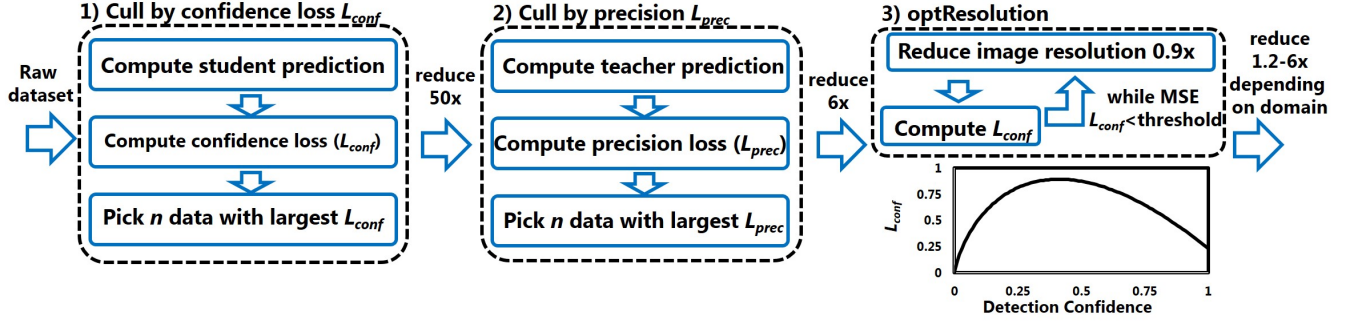 1) Cull by confidence loss Lconf
2) Cull by precision Lprec
3) optResolution
Raw
dataset
Compute student prediction
Compute confidence loss (Lconf)
Pick n data with largest Lconf
reduce
50x
Compute teacher prediction
Compute precision loss (Lprec)
Pick n data with largest Lprec
reduce
6x
Reduce image resolution 0.9x
Compute Lconf
while MSE
Lconf<threshold
reduce
1.2-6x
depending
on domain
Lconf
1
0.75
0.5
0.25
0
0 0.25 0.5 0.75 1
Detection Confidence